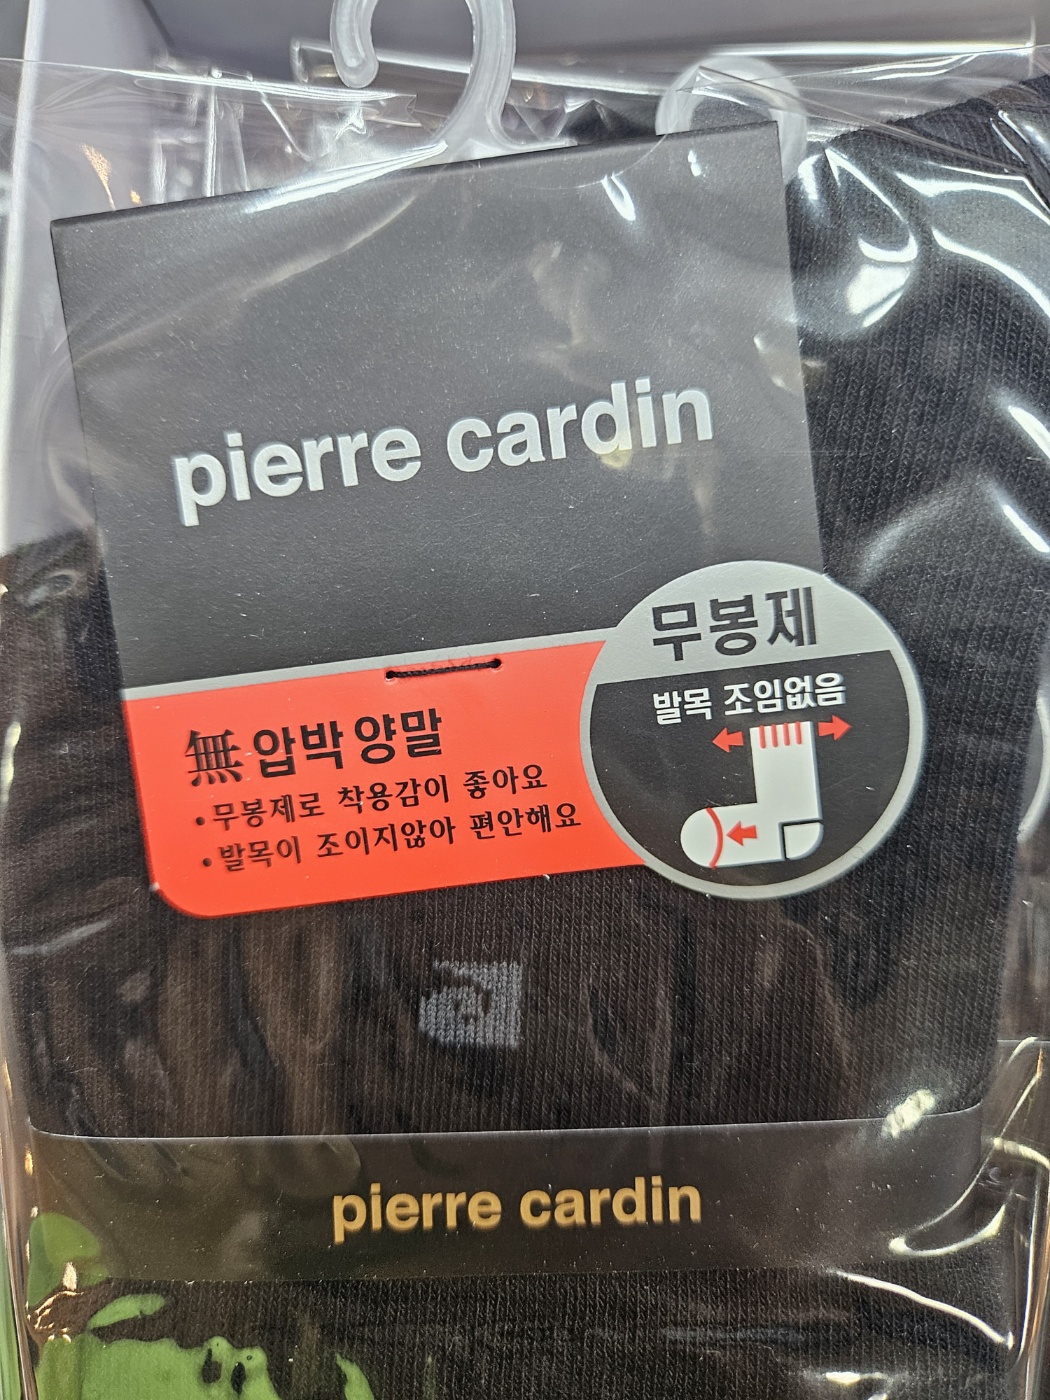 pierre cardin
무봉제
발목 조임없음
無압박양말
•무봉제로 착용감이 좋아요
•발목이 조이지않아 편안해요
pierre cardin